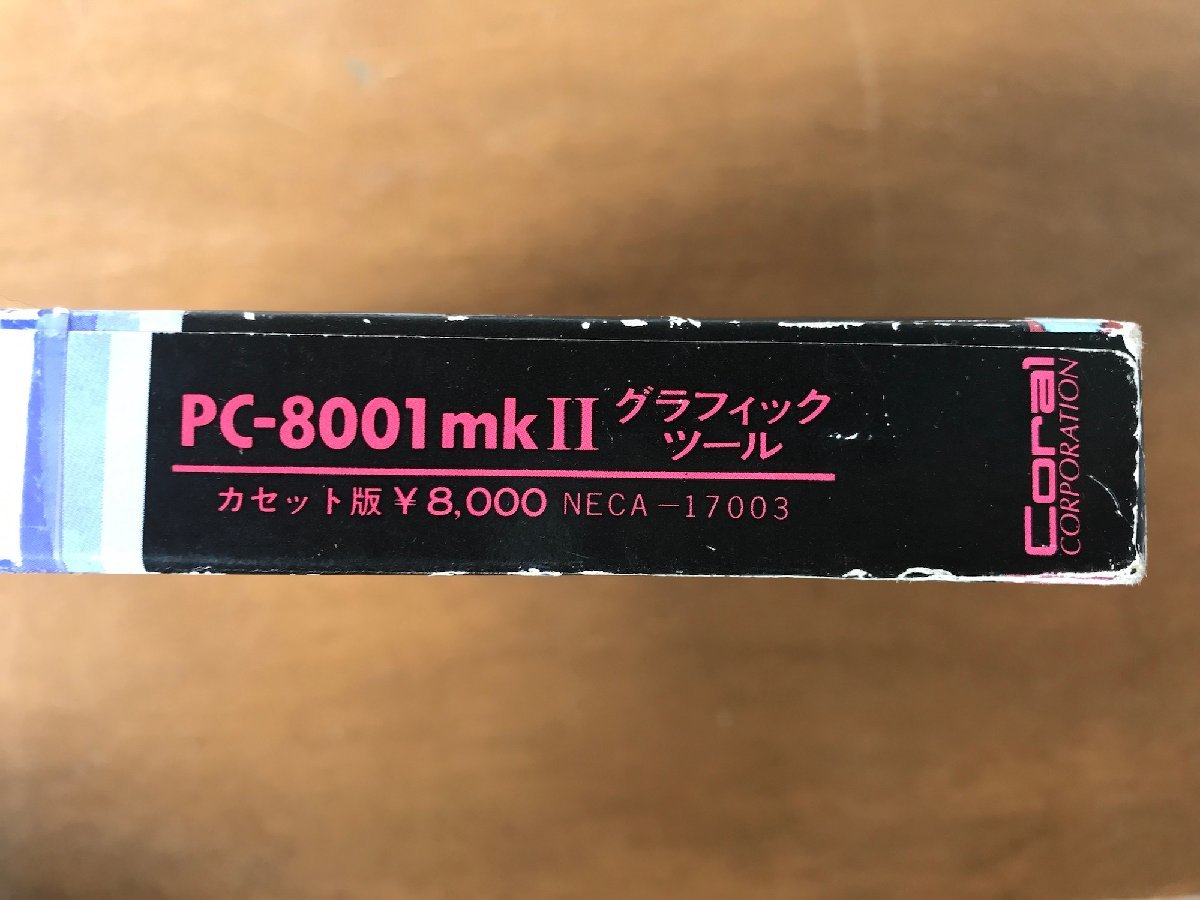 PC-8001mkII グラフィック
ツール
カセット版 ¥8,000 NECA-17003
Coral
CORPORATION